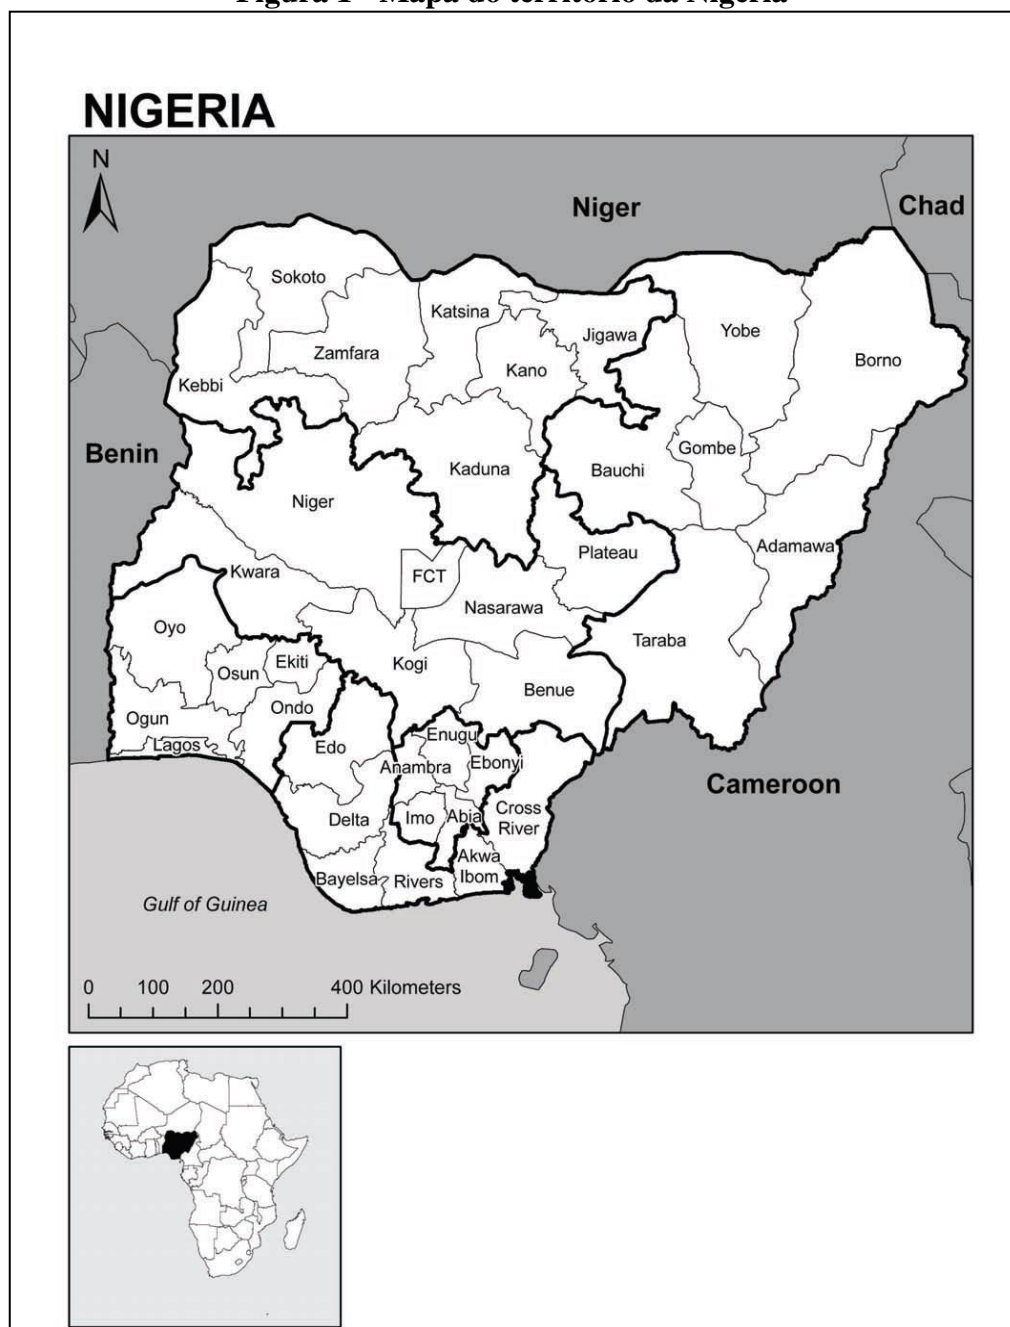 Figura 1 - Mapa do território da Nigéria
NIGERIA
N
Niger
Chad
Sokoto
Katsina
Jigawa
Yobe
Borno
Zamfara
Kano
Kebbi
Benin
Gombe
Kaduna
Bauchi
Niger
Plateau
Adamawa
FCT
Kwara
Nasarawa
Oyo
Taraba
Osun
Ekiti
Kogi
Benue
Ogun
Ondo
Lagos
Edo
Enugu
Anambra
Ebonyi
Cameroon
Delta
Imo
Abia
Cross
River
Akwa
Ibom
Bayelsa
Rivers
Gulf of Guinea
0 100 200 400 Kilometers